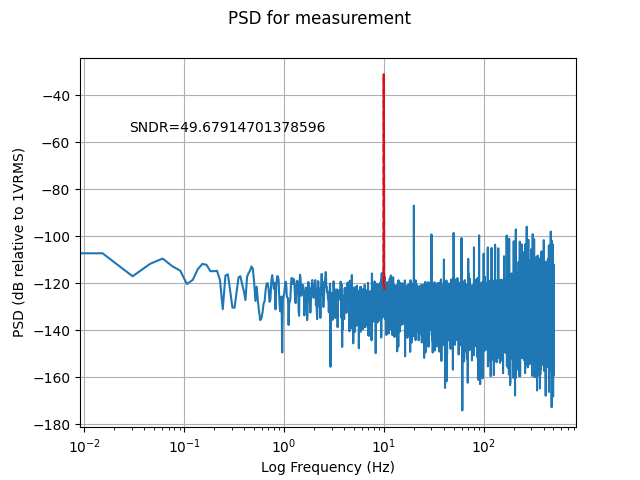 PSD for measurement
SNDR=49.67914701378596
PSD (dB relative to 1VRMS)
−40
−60
−80
−100
−120
−140
−160
−180
10⁻² 10⁻¹ 10⁰ 10¹ 10²
Log Frequency (Hz)